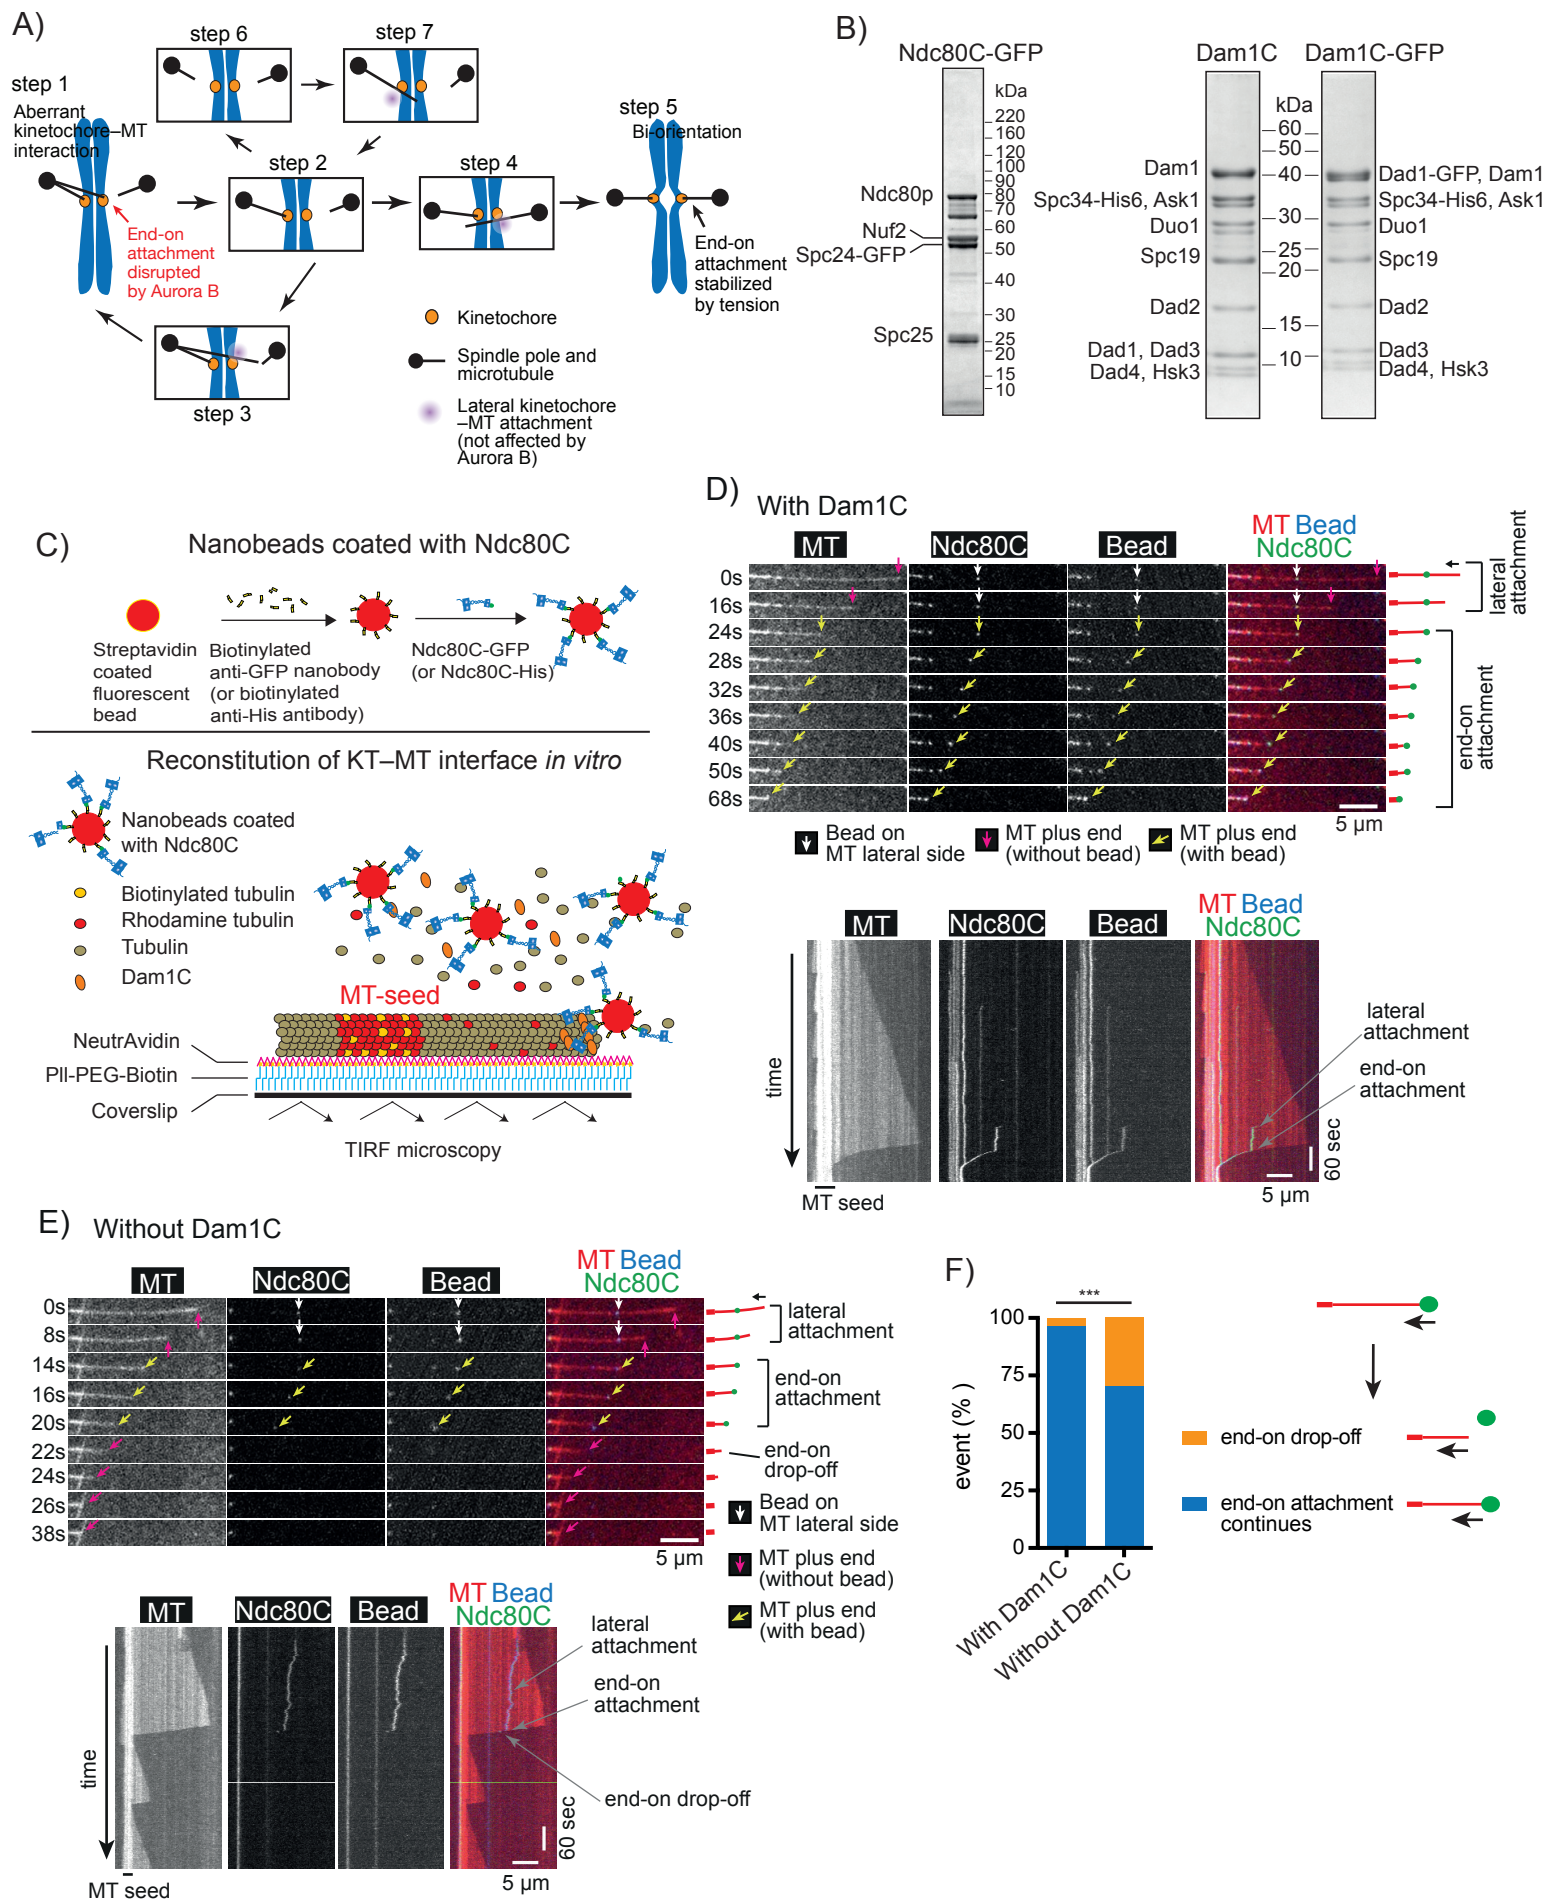 A)
step 6
step 7
step 1
Aberrant
kinetochore–MT
interaction
step 2
step 4
step 5
Bi-orientation
End-on
attachment
disrupted
by Aurora B
End-on
attachment
stabilized
by tension
step 3
Kinetochore
Spindle pole and
microtubule
Lateral kinetochore
–MT attachment
(not affected by
Aurora B)
B)
Ndc80C-GFP
kDa
220
160
120
100
90
80
70
60
50
40
30
25
20
15
10
Ndc80p
Nuf2
Spc24-GFP
Spc25
Dam1C
Dam1C-GFP
kDa
60
50
40
30
25
20
15
10
Dam1
Spc34-His6, Ask1
Duo1
Spc19
Dad2
Dad1, Dad3
Dad4, Hsk3
Dad1-GFP, Dam1
Spc34-His6, Ask1
Duo1
Spc19
Dad2
Dad3
Dad4, Hsk3
C)
Nanobeads coated with Ndc80C
Streptavidin
coated
fluorescent
bead
Biotinylated
anti-GFP nanobody
(or biotinylated
anti-His antibody)
Ndc80C-GFP
(or Ndc80C-His)
Reconstitution of KT–MT interface in vitro
Nanobeads coated
with Ndc80C
Biotinylated tubulin
Rhodamine tubulin
Tubulin
Dam1C
MT-seed
NeutrAvidin
Pll-PEG-Biotin
Coverslip
TIRF microscopy
D)
With Dam1C
MT
Ndc80C
Bead
MT Bead
Ndc80C
0s
16s
24s
28s
32s
36s
40s
50s
68s
lateral
attachment
end-on
attachment
5 µm
Bead on
MT lateral side
MT plus end
(without bead)
MT plus end
(with bead)
MT
Ndc80C
Bead
MT Bead
Ndc80C
time
lateral
attachment
end-on
attachment
60 sec
5 µm
MT seed
E)
Without Dam1C
MT
Ndc80C
Bead
MT Bead
Ndc80C
0s
8s
14s
16s
20s
22s
24s
26s
38s
lateral
attachment
end-on
attachment
end-on
drop-off
5 µm
Bead on
MT lateral side
MT plus end
(without bead)
MT plus end
(with bead)
MT
Ndc80C
Bead
MT Bead
Ndc80C
time
lateral
attachment
end-on
attachment
end-on drop-off
60 sec
5 µm
MT seed
F)
***
100
75
50
25
0
event (% )
With Dam1C
Without Dam1C
end-on drop-off
end-on attachment
continues